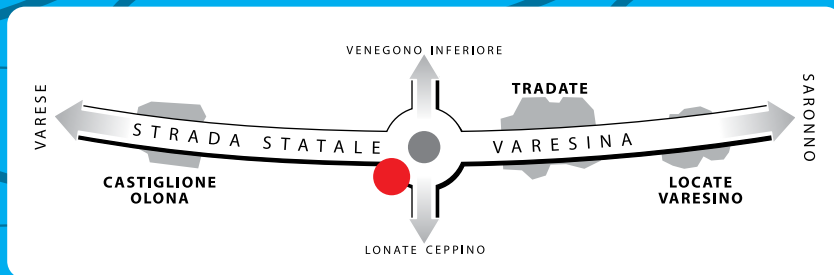 VENEGONO INFERIORE
TRADATE
VARESE
SARONNO
STRADA STATALE VARESINA
CASTIGLIONE
OLONA
LOCATE
VARESINO
LONATE CEPPINO